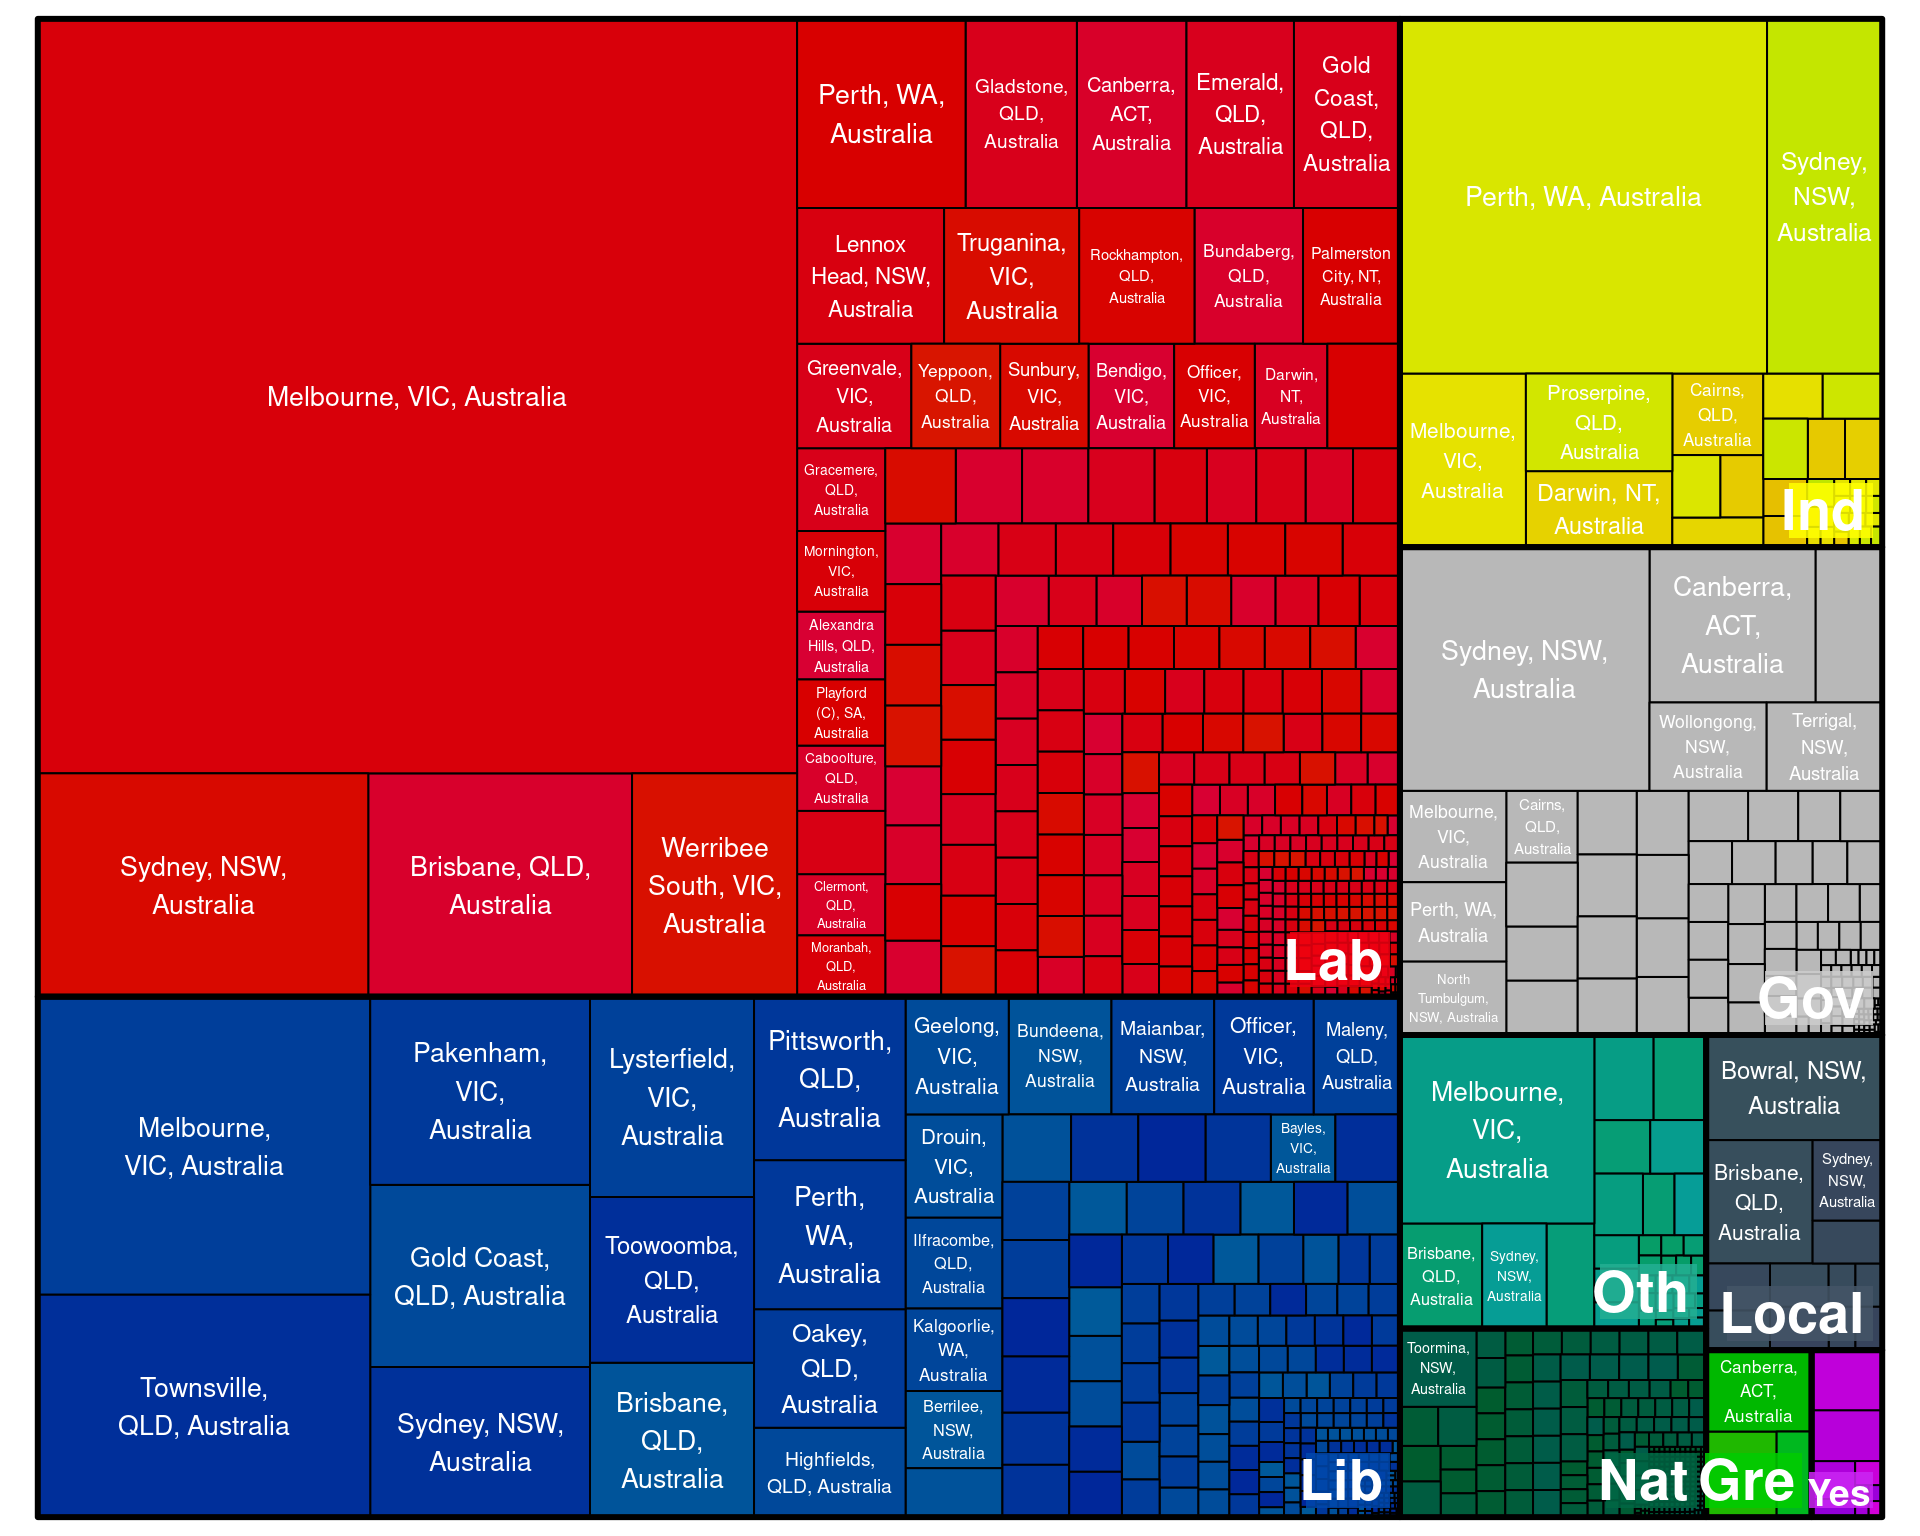 Melbourne, VIC, Australia
Sydney, NSW,
Australia
Brisbane, QLD,
Australia
Werribee
South, VIC,
Australia
Perth, WA,
Australia
Gladstone,
QLD,
Australia
Canberra,
ACT,
Australia
Emerald,
QLD,
Australia
Gold
Coast,
QLD,
Australia
Lennox
Head, NSW,
Australia
Truganina,
VIC,
Australia
Rockhampton,
QLD,
Australia
Bundaberg,
QLD,
Australia
Palmerston
City, NT,
Australia
Greenvale,
VIC,
Australia
Yeppoon,
QLD,
Australia
Sunbury,
VIC,
Australia
Bendigo,
VIC,
Australia
Officer,
VIC,
Australia
Darwin,
NT,
Australia
Gracemere,
QLD,
Australia
Mornington,
VIC,
Australia
Alexandra
Hills, QLD,
Australia
Playford
(C), SA,
Australia
Caboolture,
QLD,
Australia
Clermont,
QLD,
Australia
Moranbah,
QLD,
Australia
Lab
Melbourne,
VIC, Australia
Townsville,
QLD, Australia
Pakenham,
VIC,
Australia
Gold Coast,
QLD, Australia
Sydney, NSW,
Australia
Lysterfield,
VIC,
Australia
Toowoomba,
QLD,
Australia
Brisbane,
QLD,
Australia
Pittsworth,
QLD,
Australia
Perth,
WA,
Australia
Oakey,
QLD,
Australia
Highfields,
QLD, Australia
Geelong,
VIC,
Australia
Bundeena,
NSW,
Australia
Maianbar,
NSW,
Australia
Officer,
VIC,
Australia
Maleny,
QLD,
Australia
Drouin,
VIC,
Australia
Bayles,
VIC,
Australia
Ilfracombe,
QLD,
Australia
Kalgoorlie,
WA,
Australia
Berrilee,
NSW,
Australia
Lib
Perth, WA, Australia
Sydney,
NSW,
Australia
Melbourne,
VIC,
Australia
Proserpine,
QLD,
Australia
Darwin, NT,
Australia
Cairns,
QLD,
Australia
Ind
Sydney, NSW,
Australia
Canberra,
ACT,
Australia
Wollongong,
NSW,
Australia
Terrigal,
NSW,
Australia
Melbourne,
VIC,
Australia
Cairns,
QLD,
Australia
Perth, WA,
Australia
North
Tumbulgum,
NSW, Australia
Gov
Melbourne,
VIC,
Australia
Brisbane,
QLD,
Australia
Sydney,
NSW,
Australia
Oth
Bowral, NSW,
Australia
Brisbane,
QLD,
Australia
Sydney,
NSW,
Australia
Local
Toormina,
NSW,
Australia
Nat
Canberra,
ACT,
Australia
Gre
Yes